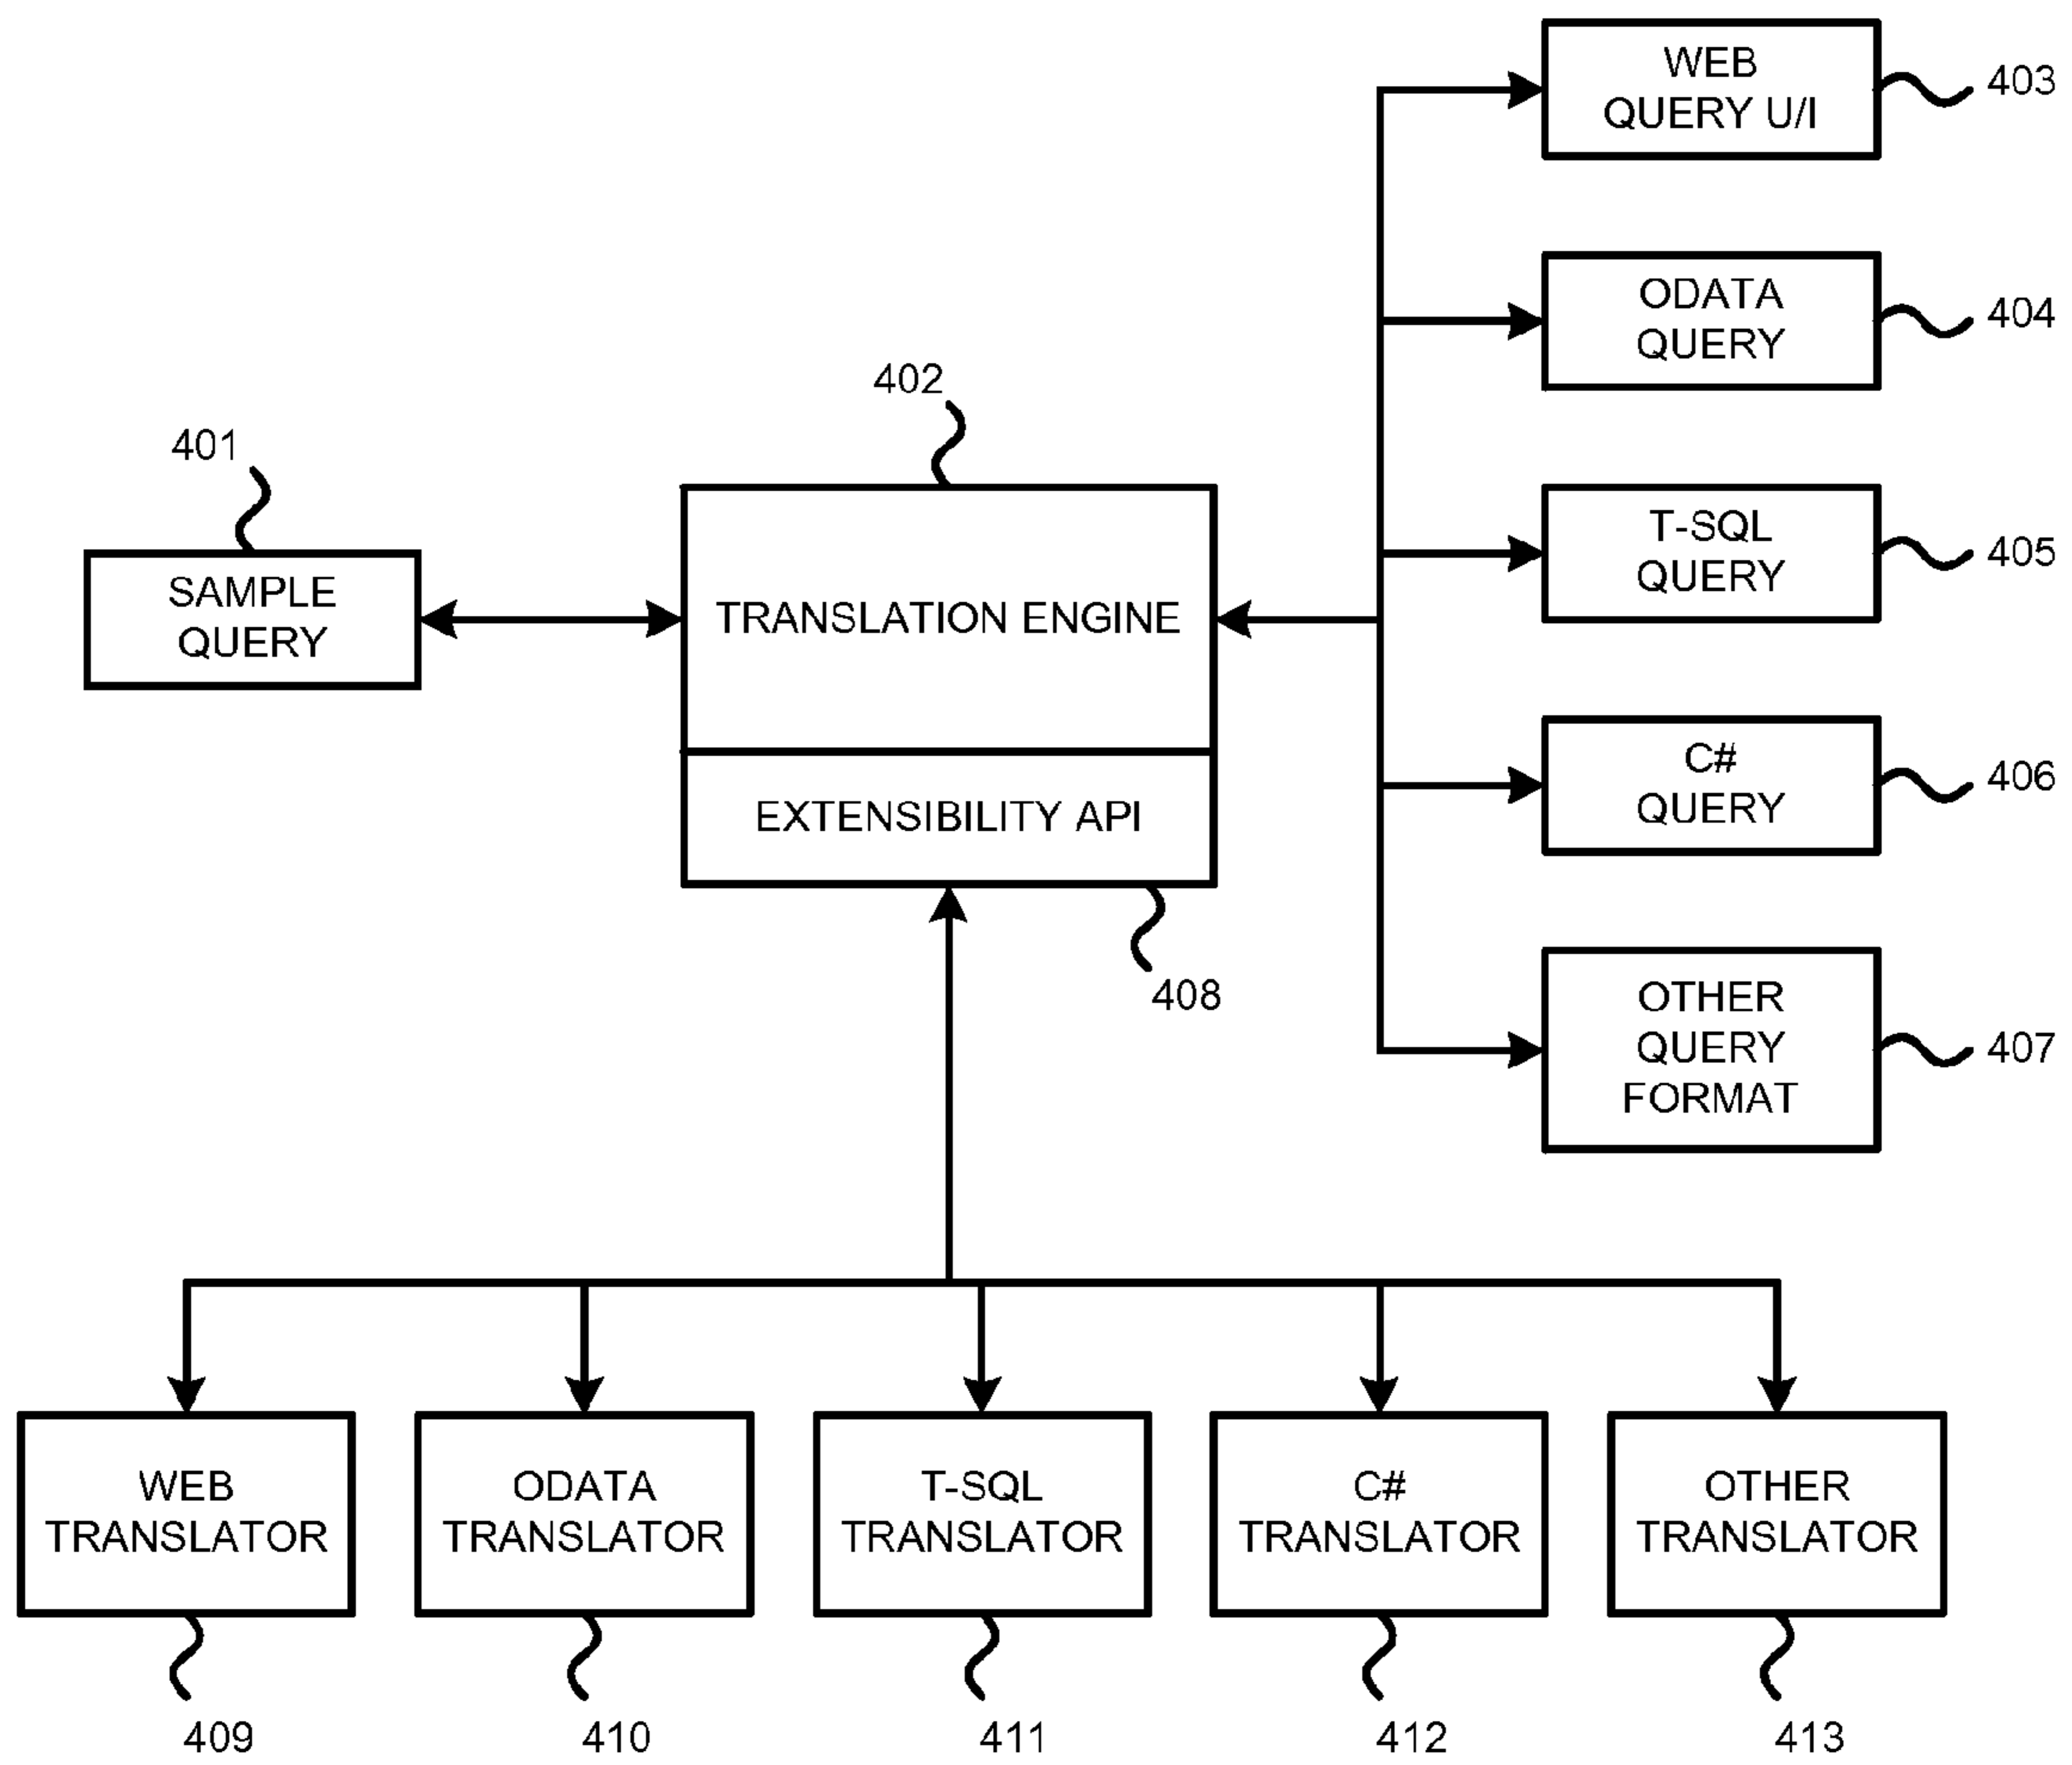 WEB
QUERY U/I
403
ODATA
QUERY
404
402
401
SAMPLE
QUERY
TRANSLATION ENGINE
T-SQL
QUERY
405
EXTENSIBILITY API
C#
QUERY
406
408
OTHER
QUERY
FORMAT
407
WEB
TRANSLATOR
ODATA
TRANSLATOR
T-SQL
TRANSLATOR
C#
TRANSLATOR
OTHER
TRANSLATOR
409
410
411
412
413